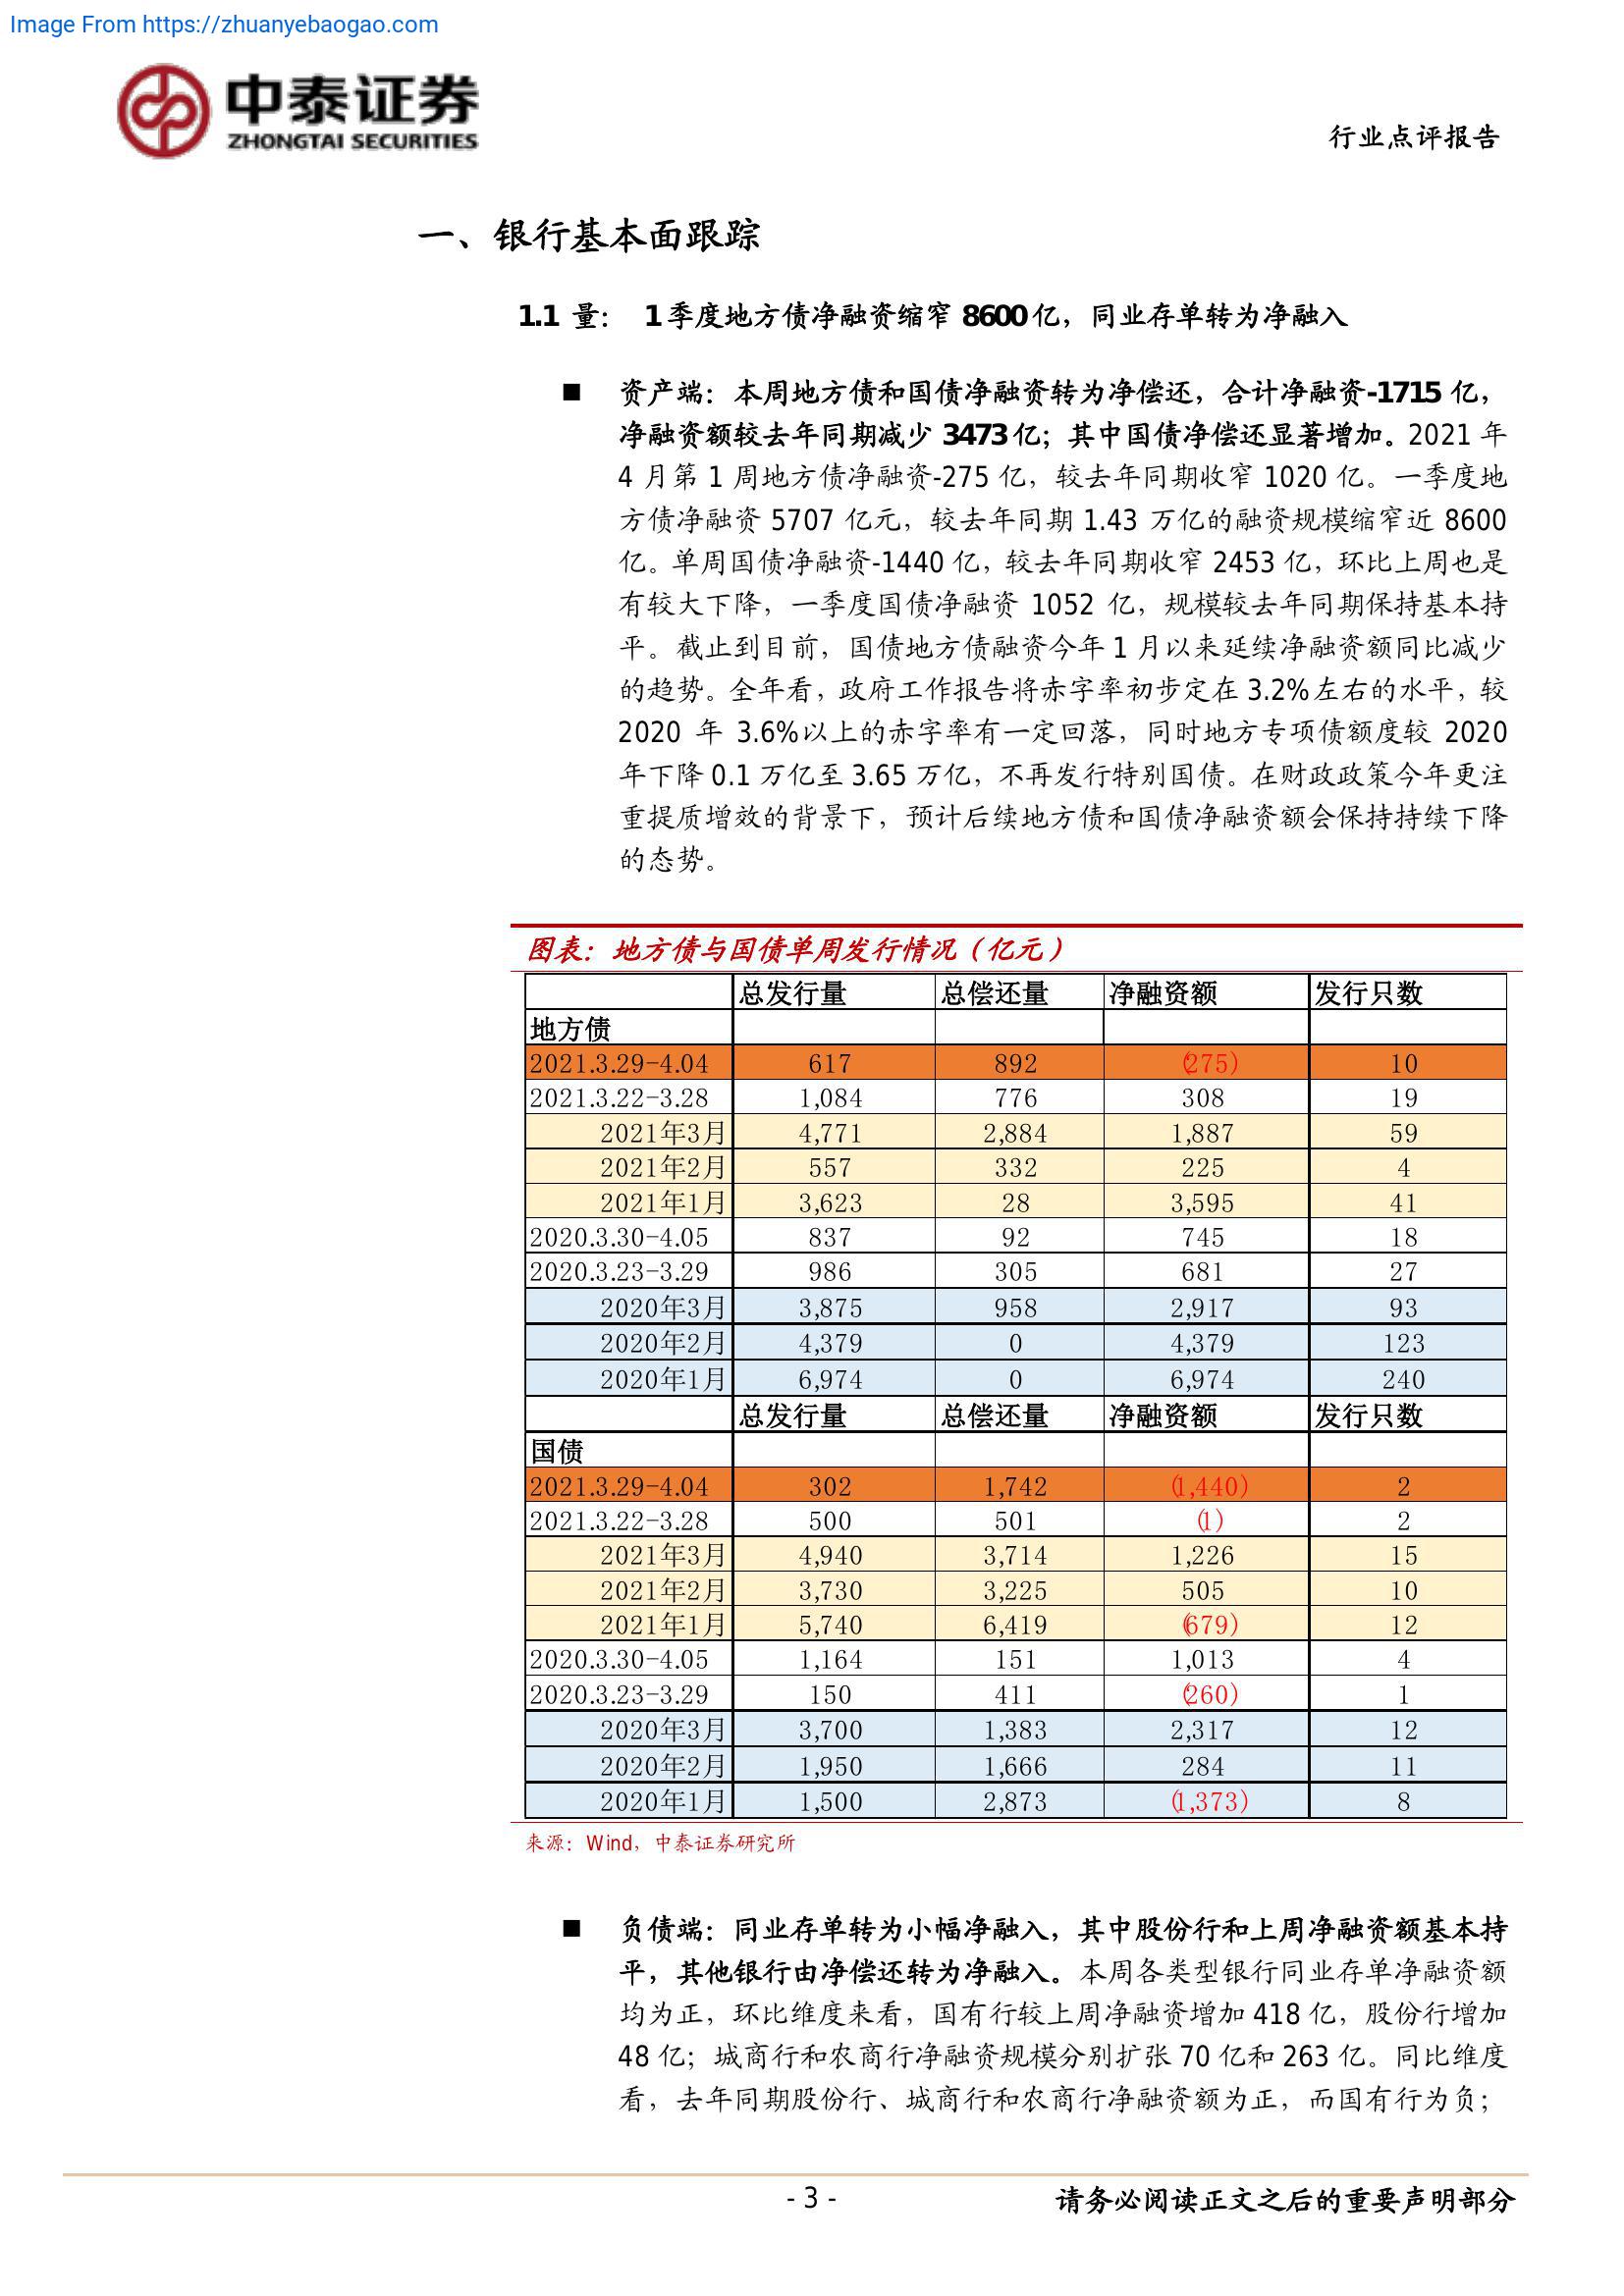 Image From https://zhuanyebaogao.com
中泰证券
ZHONGTAI SECURITIES
行业点评报告
一、银行基本面跟踪
1.1 量： 1季度地方债净融资缩窄 8600亿，同业存单转为净融入
■ 资产端：本周地方债和国债净融资转为净偿还，合计净融资-1715 亿，
净融资额较去年同期减少 3473亿；其中国债净偿还显著增加。2021 年
4 月第 1 周地方债净融资-275 亿，较去年同期收窄 1020 亿。一季度地
方债净融资 5707 亿元，较去年同期 1.43 万亿的融资规模缩窄近 8600
亿。单周国债净融资-1440 亿，较去年同期收窄 2453 亿，环比上周也是
有较大下降，一季度国债净融资 1052 亿，规模较去年同期保持基本持
平。截止到目前，国债地方债融资今年 1 月以来延续净融资额同比减少
的趋势。全年看，政府工作报告将赤字率初步定在 3.2%左右的水平，较
2020 年 3.6%以上的赤字率有一定回落，同时地方专项债额度较 2020
年下降 0.1 万亿至 3.65 万亿，不再发行特别国债。在财政政策今年更注
重提质增效的背景下，预计后续地方债和国债净融资额会保持持续下降
的态势。
图表：地方债与国债单周发行情况（亿元）
总发行量 总偿还量 净融资额 发行只数
地方债
2021.3.29-4.04 617 892 (275) 10
2021.3.22-3.28 1,084 776 308 19
2021年3月 4,771 2,884 1,887 59
2021年2月 557 332 225 4
2021年1月 3,623 28 3,595 41
2020.3.30-4.05 837 92 745 18
2020.3.23-3.29 986 305 681 27
2020年3月 3,875 958 2,917 93
2020年2月 4,379 0 4,379 123
2020年1月 6,974 0 6,974 240
总发行量 总偿还量 净融资额 发行只数
国债
2021.3.29-4.04 302 1,742 (1,440) 2
2021.3.22-3.28 500 501 (1) 2
2021年3月 4,940 3,714 1,226 15
2021年2月 3,730 3,225 505 10
2021年1月 5,740 6,419 (679) 12
2020.3.30-4.05 1,164 151 1,013 4
2020.3.23-3.29 150 411 (260) 1
2020年3月 3,700 1,383 2,317 12
2020年2月 1,950 1,666 284 11
2020年1月 1,500 2,873 (1,373) 8
来源：Wind，中泰证券研究所
■ 负债端：同业存单转为小幅净融入，其中股份行和上周净融资额基本持
平，其他银行由净偿还转为净融入。本周各类型银行同业存单净融资额
均为正，环比维度来看，国有行较上周净融资增加 418 亿，股份行增加
48 亿；城商行和农商行净融资规模分别扩张 70 亿和 263 亿。同比维度
看，去年同期股份行、城商行和农商行净融资额为正，而国有行为负；
- 3 -
请务必阅读正文之后的重要声明部分